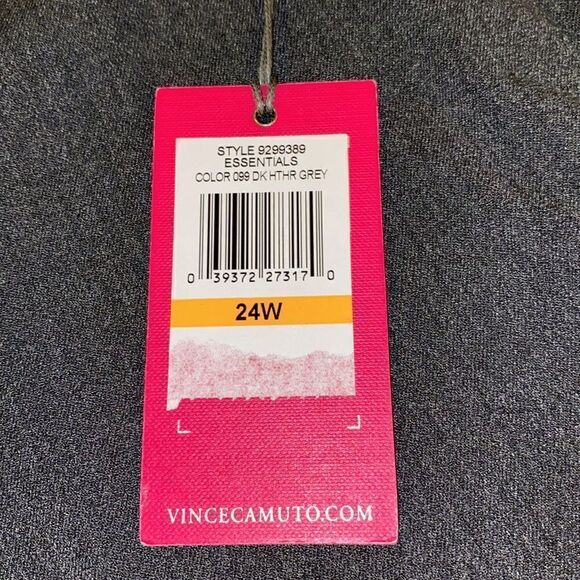 STYLE 9299389
ESSENTIALS
COLOR 099 DK HTHR GREY
0 39372 27317 0
24W
VINCECAMUTO.COM